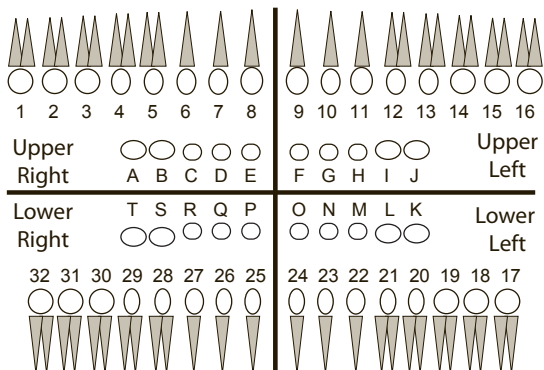 1 2 3 4 5 6 7 8 9 10 11 12 13 14 15 16
Upper Right
A B C D E F G H I J
Upper Left
Lower Right
T S R Q P O N M L K
Lower Left
32 31 30 29 28 27 26 25 24 23 22 21 20 19 18 17